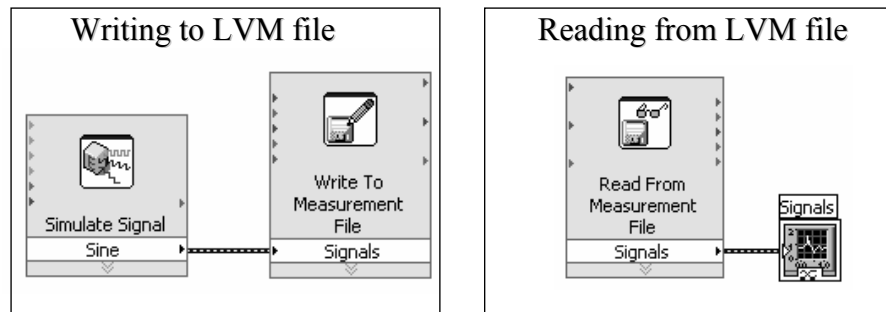 Writing to LVM file
Simulate Signal
Sine
Write To
Measurement
File
Signals
Reading from LVM file
Read From
Measurement
File
Signals
Signals